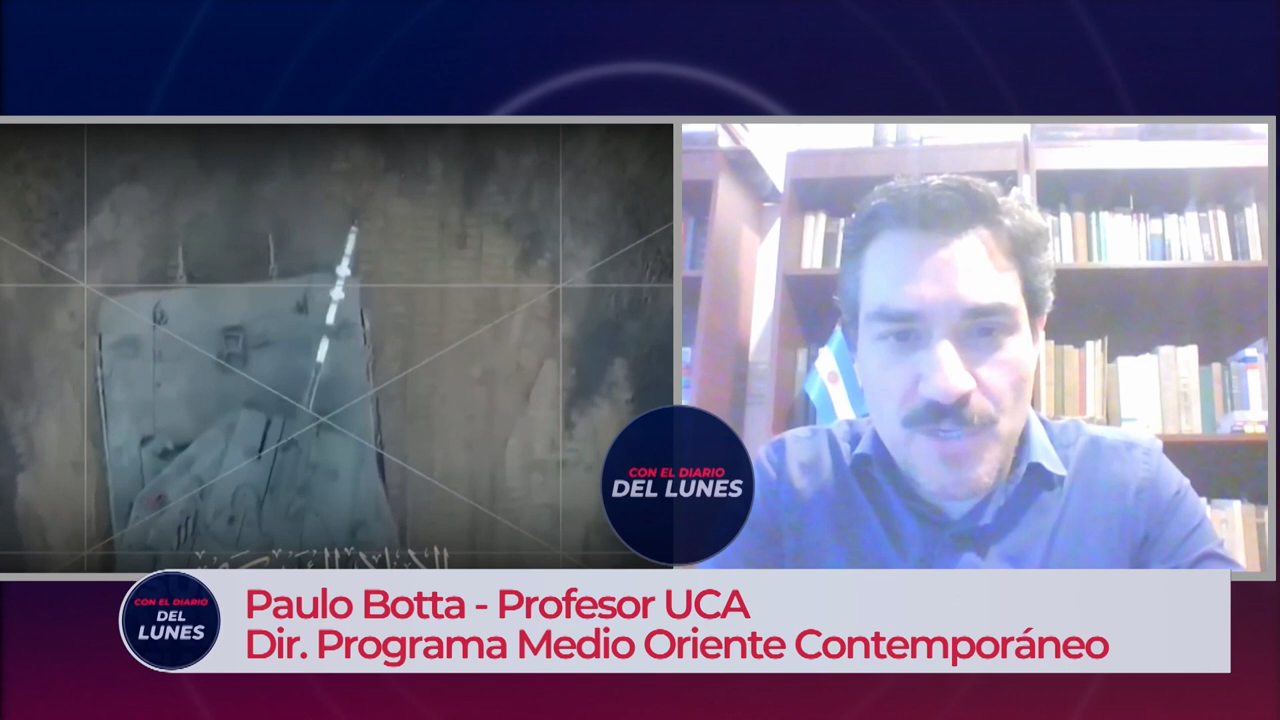 CON EL DIARIO
DEL LUNES
CON EL DIARIO
DEL
LUNES
Paulo Botta - Profesor UCA
Dir. Programa Medio Oriente Contemporáneo